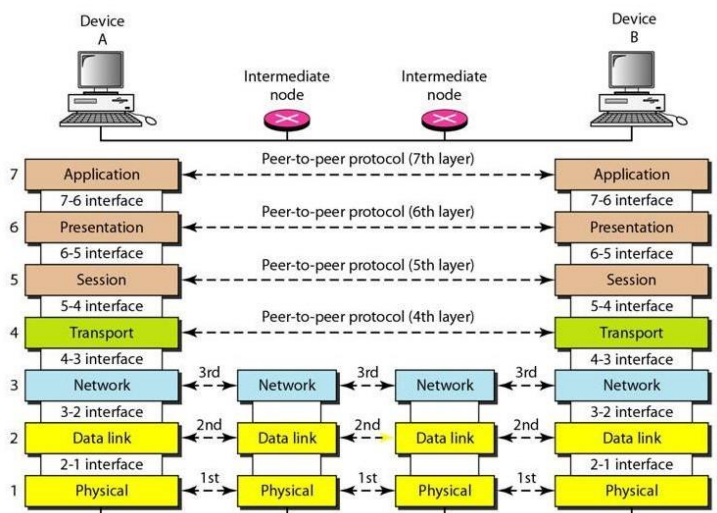 Device
A
Device
B
Intermediate
node
Intermediate
node
7 Application Peer-to-peer protocol (7th layer) Application
7-6 interface 7-6 interface
6 Presentation Peer-to-peer protocol (6th layer) Presentation
6-5 interface 6-5 interface
5 Session Peer-to-peer protocol (5th layer) Session
5-4 interface 5-4 interface
4 Transport Peer-to-peer protocol (4th layer) Transport
4-3 interface 4-3 interface
3 Network 3rd Network 3rd Network 3rd Network
3-2 interface 3-2 interface
2 Data link 2nd Data link 2nd Data link 2nd Data link
2-1 interface 2-1 interface
1 Physical 1st Physical 1st Physical 1st Physical